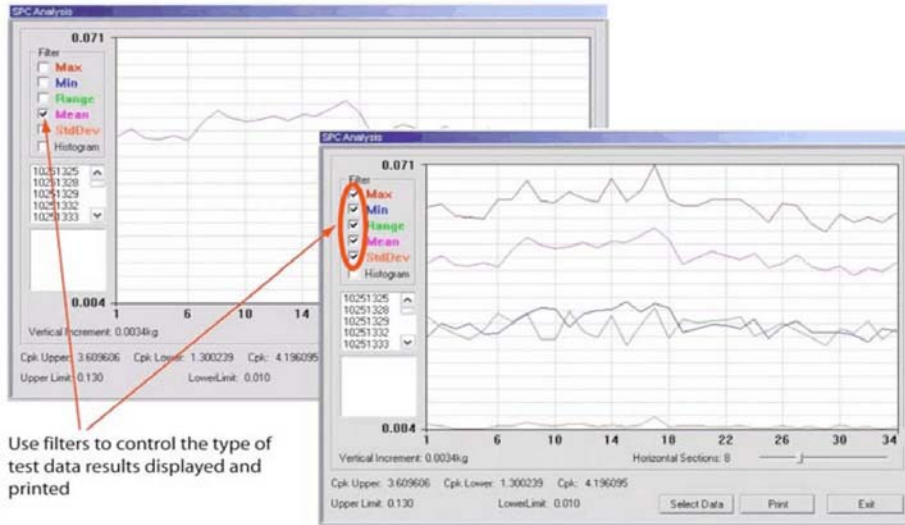 SPC Analysis
0.071
Filter
Max
Min
Range
Mean
StdDev
Histogram
10251325
10251328
10251329
10251332
10251333
0.004
1 6 10 14
Vertical Increment: 0.0034kg
Cpk Upper: 3.609606 Cpk Lower: 1.300239 Cpk: 4.196095
Upper Limit: 0.130 LowerLimit: 0.010
SPC Analysis
0.071
Filter
Max
Min
Range
Mean
StdDev
Histogram
10251325
10251328
10251329
10251332
10251333
0.004
1 6 10 14 18 22 26 30 34
Vertical Increment: 0.0034kg Horizontal Sections: 8
Cpk Upper: 3.609606 Cpk Lower: 1.300239 Cpk: 4.196095
Upper Limit: 0.130 LowerLimit: 0.010 Select Data Print Exit
Use filters to control the type of
test data results displayed and
printed